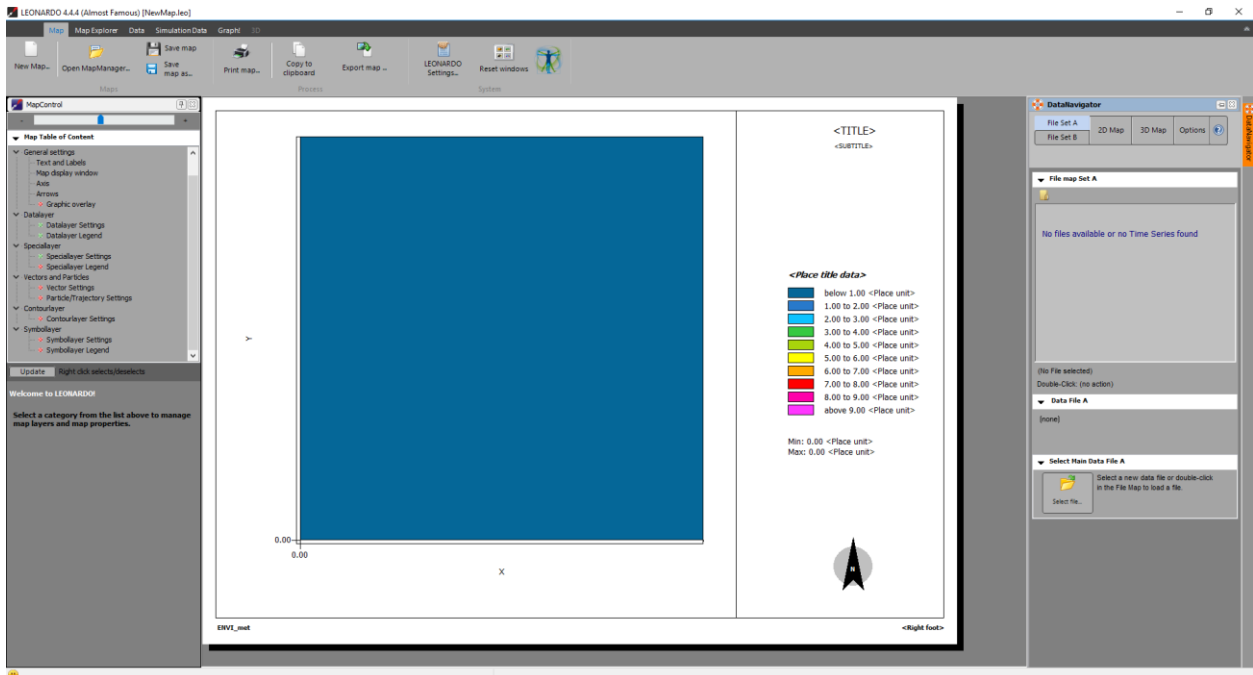 LEONARDO 4.4.4 (Almost Famous) [NewMap.leo]
Map Map Explorer Data Simulation Data Graph! 3D
New Map...
Open MapManager...
Save map
Save map as...
Maps
Print map...
Copy to clipboard
Export map ...
Process
LEONARDO Settings...
Reset windows
System
MapControl
- +
Map Table of Content
General settings
Text and Labels
Map display window
Axis
Arrows
Graphic overlay
Datalayer
Datalayer Settings
Datalayer Legend
Speciallayer
Speciallayer Settings
Speciallayer Legend
Vectors and Particles
Vector Settings
Particle/Trajectory Settings
Contourlayer
Contourlayer Settings
Symbollayer
Symbollayer Settings
Symbollayer Legend
Update Right click selects/deselects
Welcome to LEONARDO!
Select a category from the list above to manage
map layers and map properties.
Y
0.00
0.00
X
<TITLE>
<SUBTITLE>
<Place title data>
below 1.00 <Place unit>
1.00 to 2.00 <Place unit>
2.00 to 3.00 <Place unit>
3.00 to 4.00 <Place unit>
4.00 to 5.00 <Place unit>
5.00 to 6.00 <Place unit>
6.00 to 7.00 <Place unit>
7.00 to 8.00 <Place unit>
8.00 to 9.00 <Place unit>
above 9.00 <Place unit>
Min: 0.00 <Place unit>
Max: 0.00 <Place unit>
N
ENVI_met
<Right foot>
DataNavigator
File Set A
File Set B
2D Map
3D Map
Options
DataNavigator
File map Set A
No files available or no Time Series found
(No File selected)
Double-Click: (no action)
Data File A
(none)
Select Main Data File A
Select file...
Select a new data file or double-click
in the File Map to load a file.